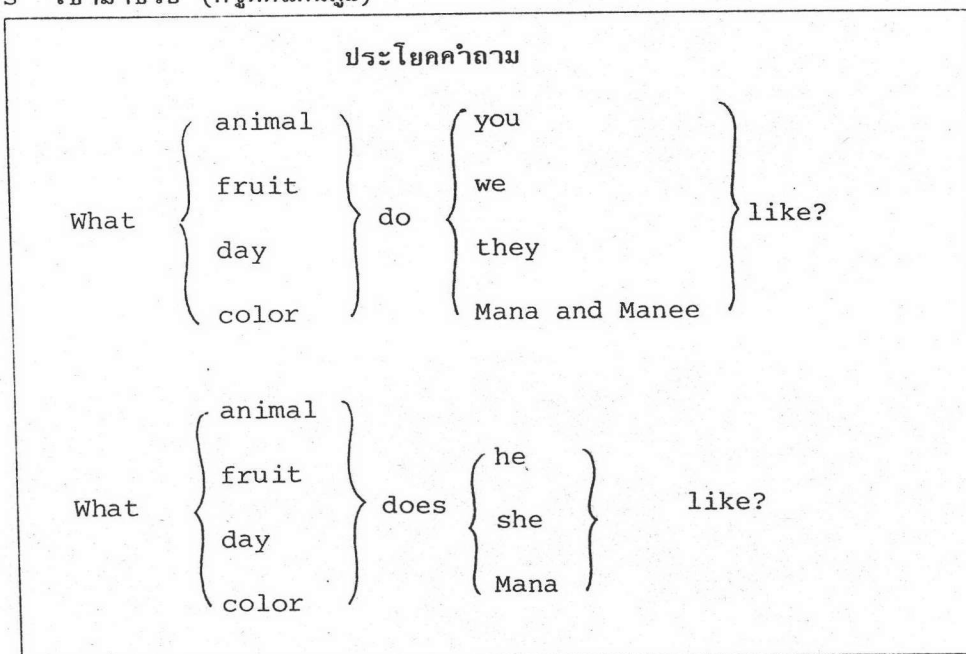 ประโยคคำถาม
animal you
fruit we
What do like?
day they
color Mana and Manee
animal
he
fruit
What does she like?
day
Mana
color